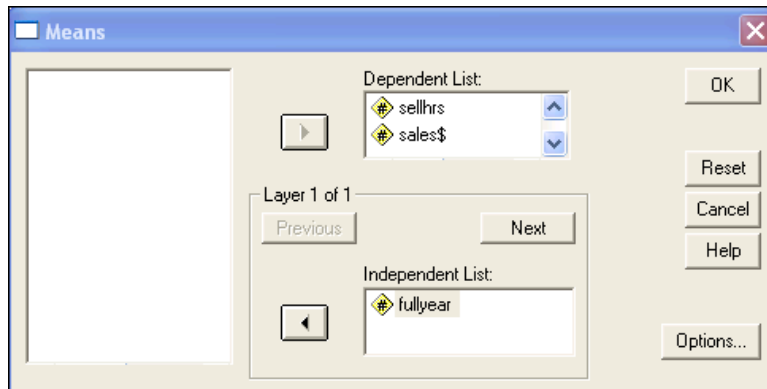 Means
Dependent List:
sellhrs
sales$
OK
Reset
Cancel
Help
Layer 1 of 1
Previous
Next
Independent List:
fullyear
Options...